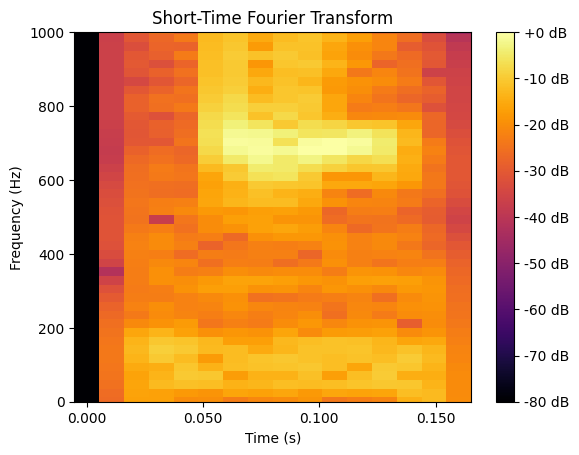 Short-Time Fourier Transform
1000
800
600
400
200
0
Frequency (Hz)
0.000
0.050
0.100
0.150
Time (s)
+0 dB
-10 dB
-20 dB
-30 dB
-40 dB
-50 dB
-60 dB
-70 dB
-80 dB